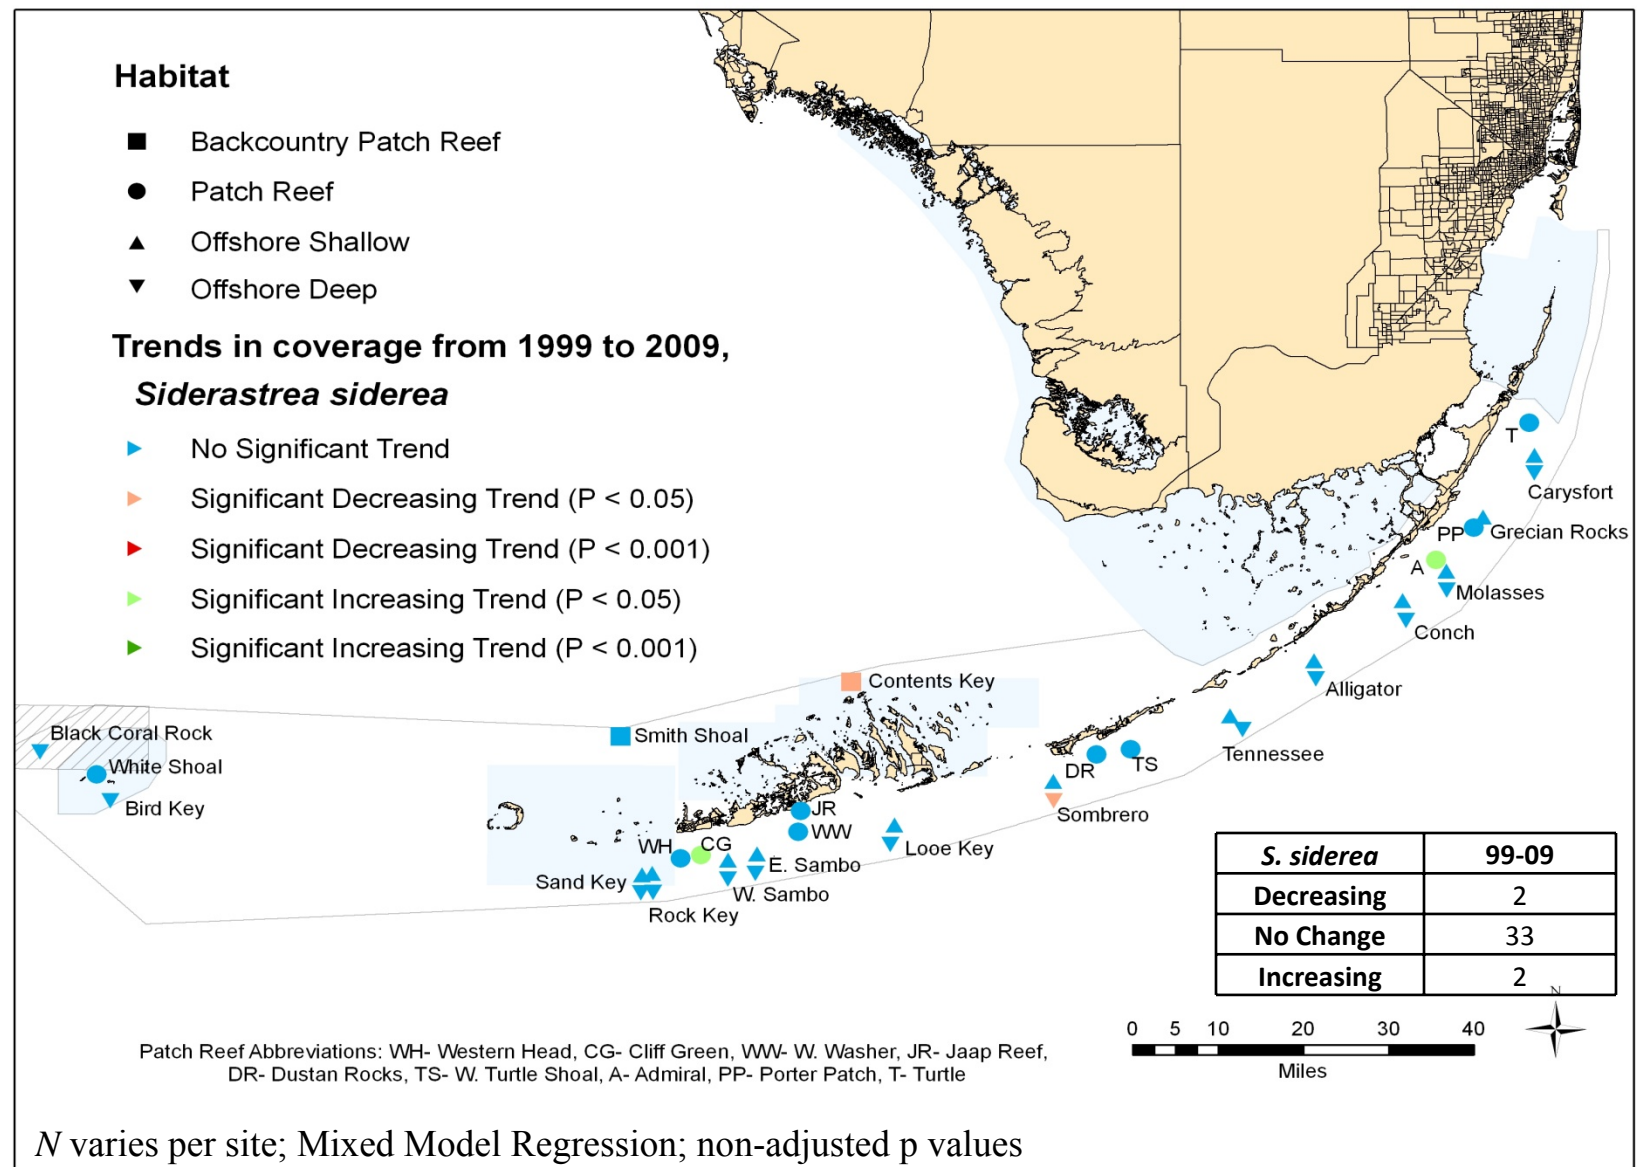 Habitat
Backcountry Patch Reef
Patch Reef
Offshore Shallow
Offshore Deep
Trends in coverage from 1999 to 2009,
Siderastrea siderea
No Significant Trend
Significant Decreasing Trend (P < 0.05)
Significant Decreasing Trend (P < 0.001)
Significant Increasing Trend (P < 0.05)
Significant Increasing Trend (P < 0.001)
T
Carysfort
PP
Grecian Rocks
A
Molasses
Conch
Alligator
Tennessee
Contents Key
Smith Shoal
Black Coral Rock
White Shoal
Bird Key
DR
TS
Sombrero
JR
WW
Looe Key
WH
CG
E. Sambo
W. Sambo
Sand Key
Rock Key
S. siderea 99-09
Decreasing 2
No Change 33
Increasing 2
N
0 5 10 20 30 40
Miles
Patch Reef Abbreviations: WH- Western Head, CG- Cliff Green, WW- W. Washer, JR- Jaap Reef,
DR- Dustan Rocks, TS- W. Turtle Shoal, A- Admiral, PP- Porter Patch, T- Turtle
N varies per site; Mixed Model Regression; non-adjusted p values